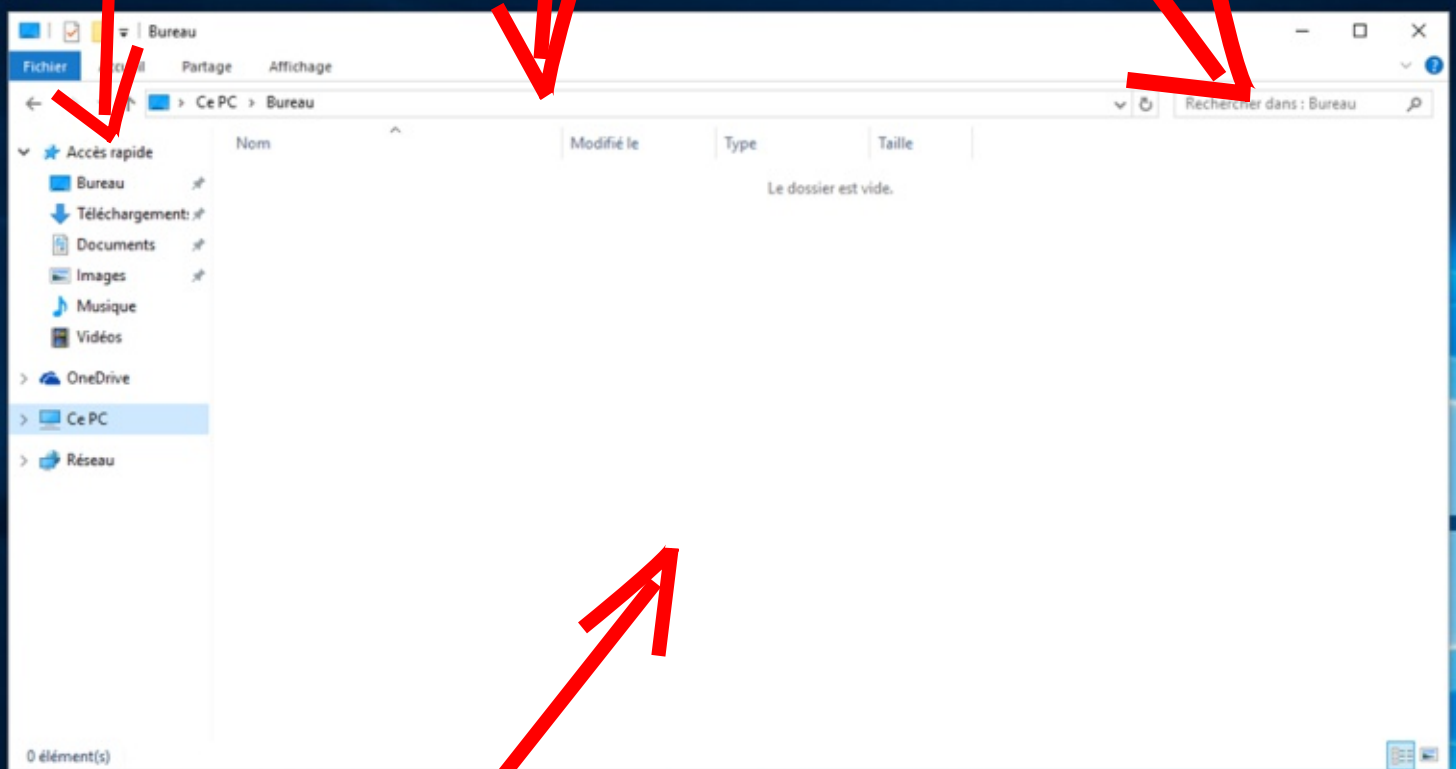 Bureau
Fichier Partage Affichage
Ce PC > Bureau Rechercher dans : Bureau
Nom Modifié le Type Taille
Accès rapide
Le dossier est vide.
Bureau
Téléchargement
Documents
Images
Musique
Vidéos
OneDrive
Ce PC
Réseau
0 élément(s)